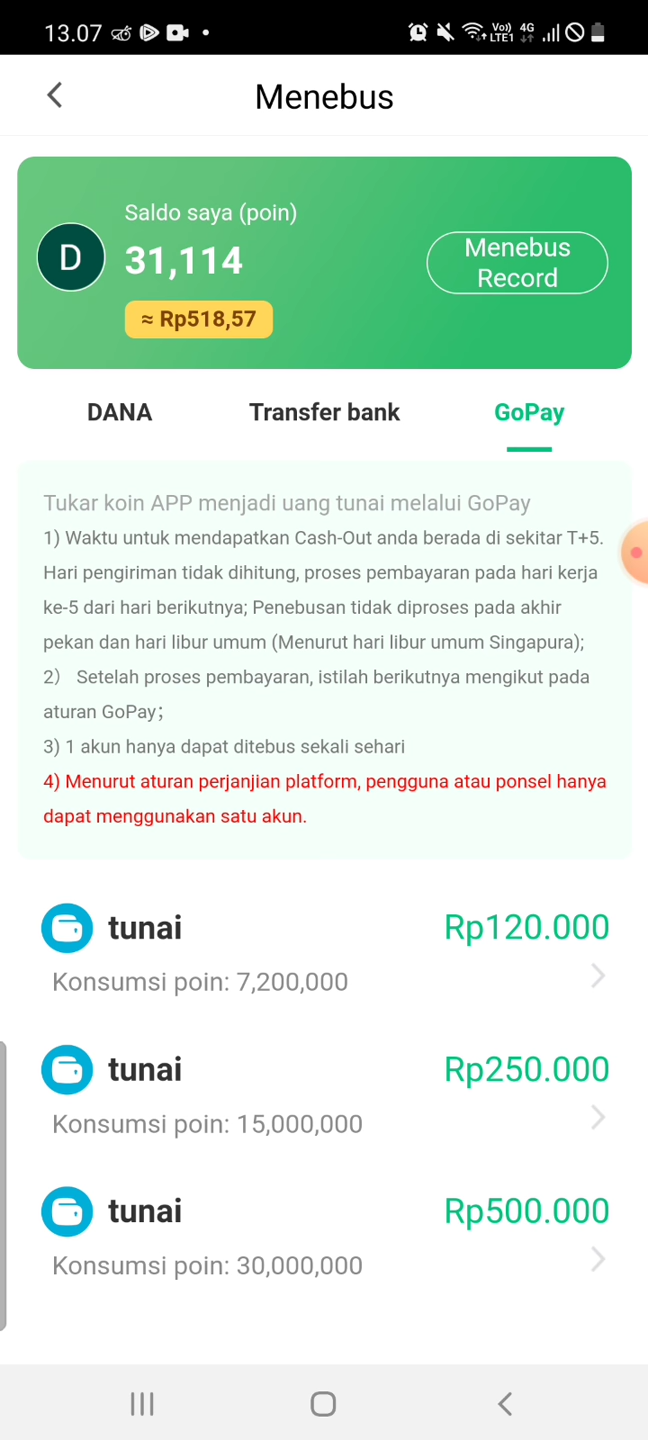 13.07
Vo)) 4G
LTE1
Menebus
D
Saldo saya (poin)
31,114
≈ Rp518,57
Menebus
Record
DANA
Transfer bank
GoPay
Tukar koin APP menjadi uang tunai melalui GoPay
1) Waktu untuk mendapatkan Cash-Out anda berada di sekitar T+5.
Hari pengiriman tidak dihitung, proses pembayaran pada hari kerja
ke-5 dari hari berikutnya; Penebusan tidak diproses pada akhir
pekan dan hari libur umum (Menurut hari libur umum Singapura);
2） Setelah proses pembayaran, istilah berikutnya mengikut pada
aturan GoPay；
3) 1 akun hanya dapat ditebus sekali sehari
4) Menurut aturan perjanjian platform, pengguna atau ponsel hanya
dapat menggunakan satu akun.
tunai Rp120.000
Konsumsi poin: 7,200,000
tunai Rp250.000
Konsumsi poin: 15,000,000
tunai Rp500.000
Konsumsi poin: 30,000,000